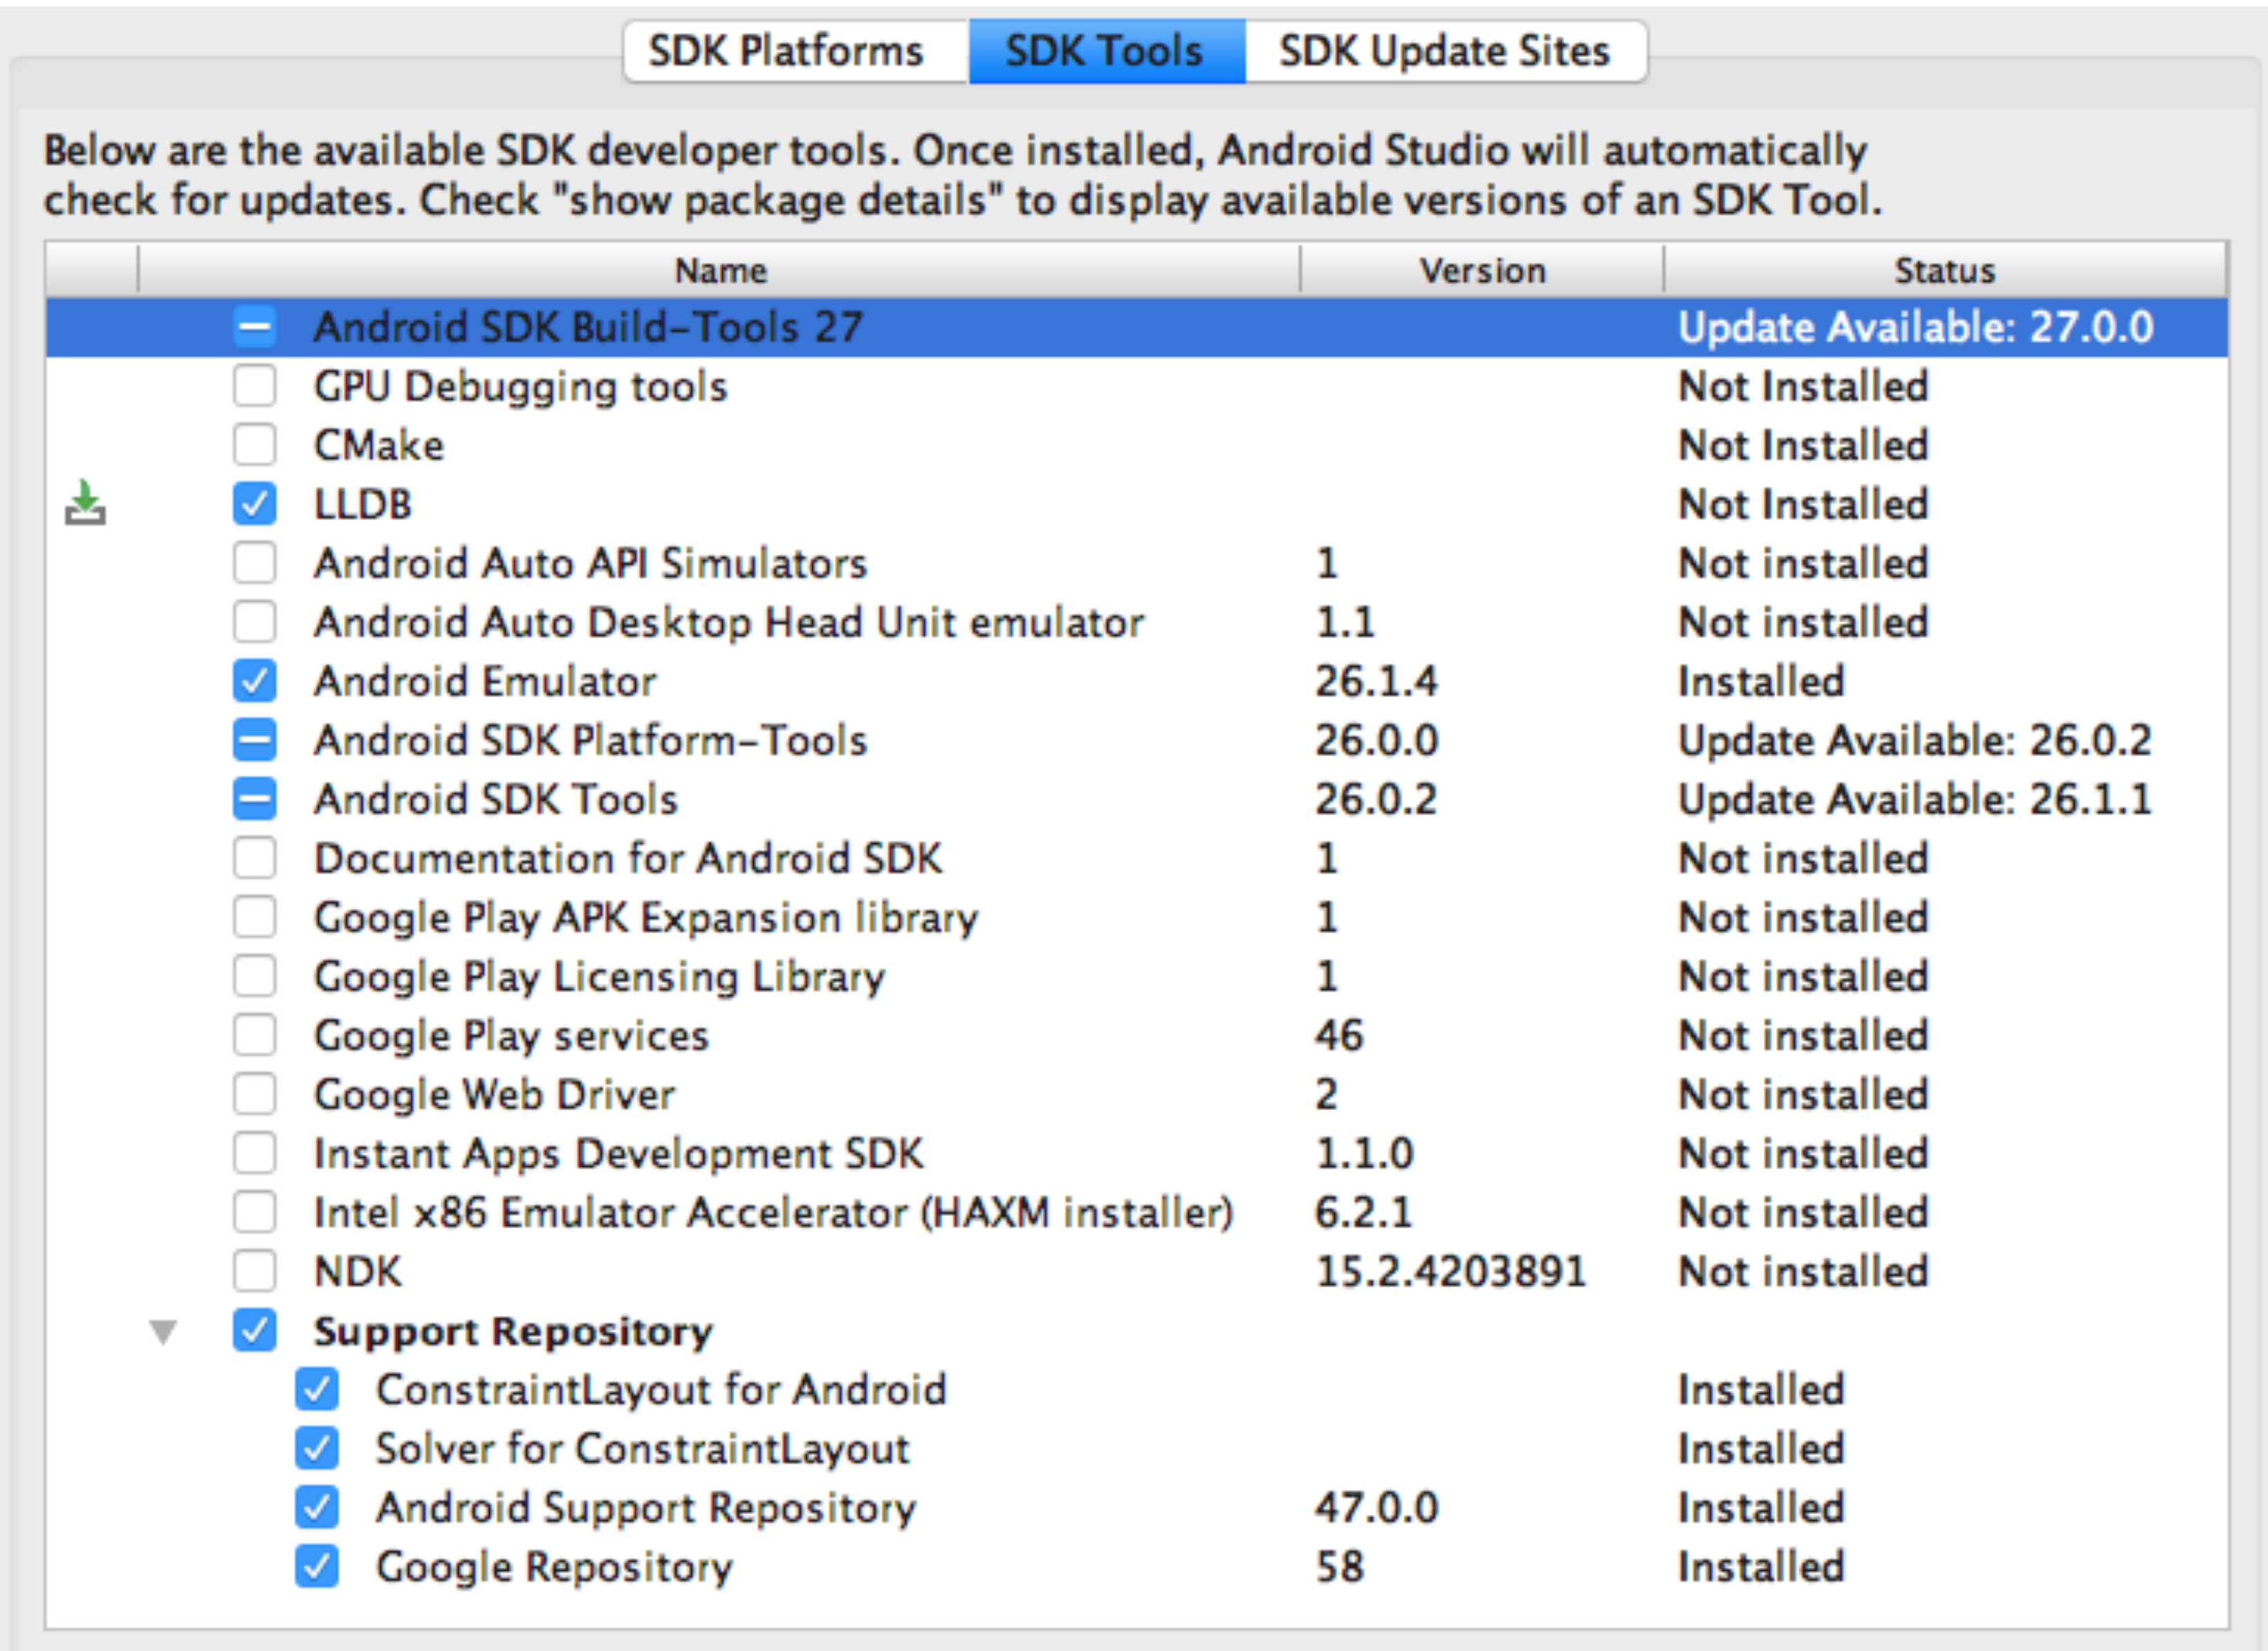 SDK Platforms SDK Tools SDK Update Sites
Below are the available SDK developer tools. Once installed, Android Studio will automatically
check for updates. Check "show package details" to display available versions of an SDK Tool.
Name Version Status
Android SDK Build-Tools 27 Update Available: 27.0.0
GPU Debugging tools Not Installed
CMake Not Installed
LLDB Not Installed
Android Auto API Simulators 1 Not installed
Android Auto Desktop Head Unit emulator 1.1 Not installed
Android Emulator 26.1.4 Installed
Android SDK Platform-Tools 26.0.0 Update Available: 26.0.2
Android SDK Tools 26.0.2 Update Available: 26.1.1
Documentation for Android SDK 1 Not installed
Google Play APK Expansion library 1 Not installed
Google Play Licensing Library 1 Not installed
Google Play services 46 Not installed
Google Web Driver 2 Not installed
Instant Apps Development SDK 1.1.0 Not installed
Intel x86 Emulator Accelerator (HAXM installer) 6.2.1 Not installed
NDK 15.2.4203891 Not installed
Support Repository
ConstraintLayout for Android Installed
Solver for ConstraintLayout Installed
Android Support Repository 47.0.0 Installed
Google Repository 58 Installed